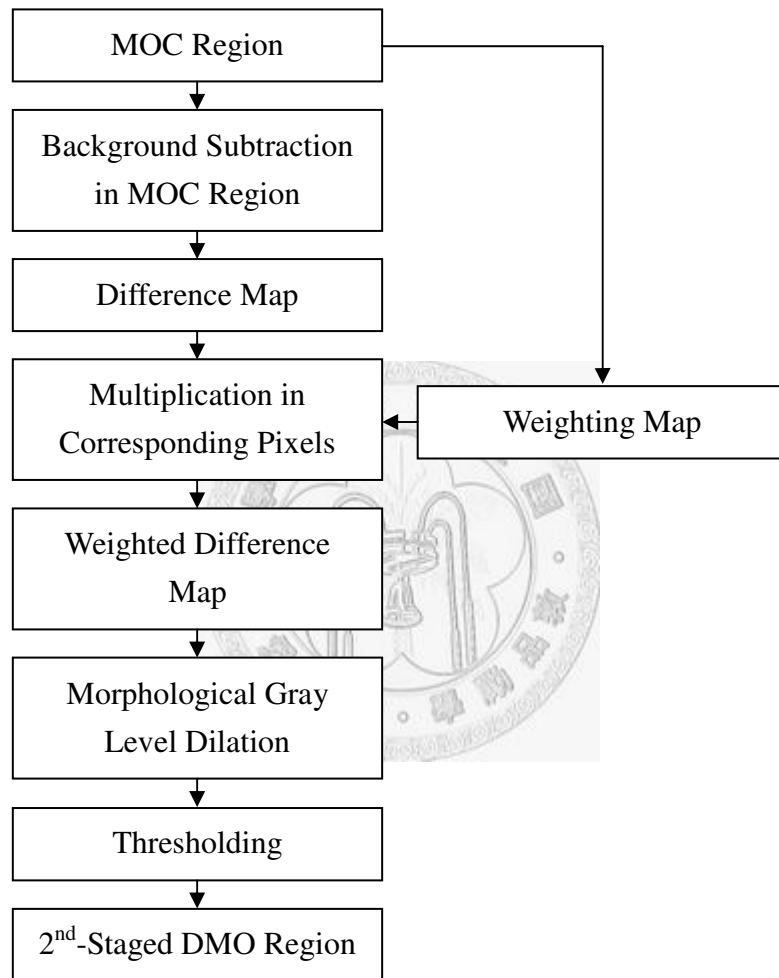 MOC Region
Background Subtraction
in MOC Region
Difference Map
Multiplication in
Corresponding Pixels
Weighting Map
Weighted Difference
Map
Morphological Gray
Level Dilation
Thresholding
2nd-Staged DMO Region